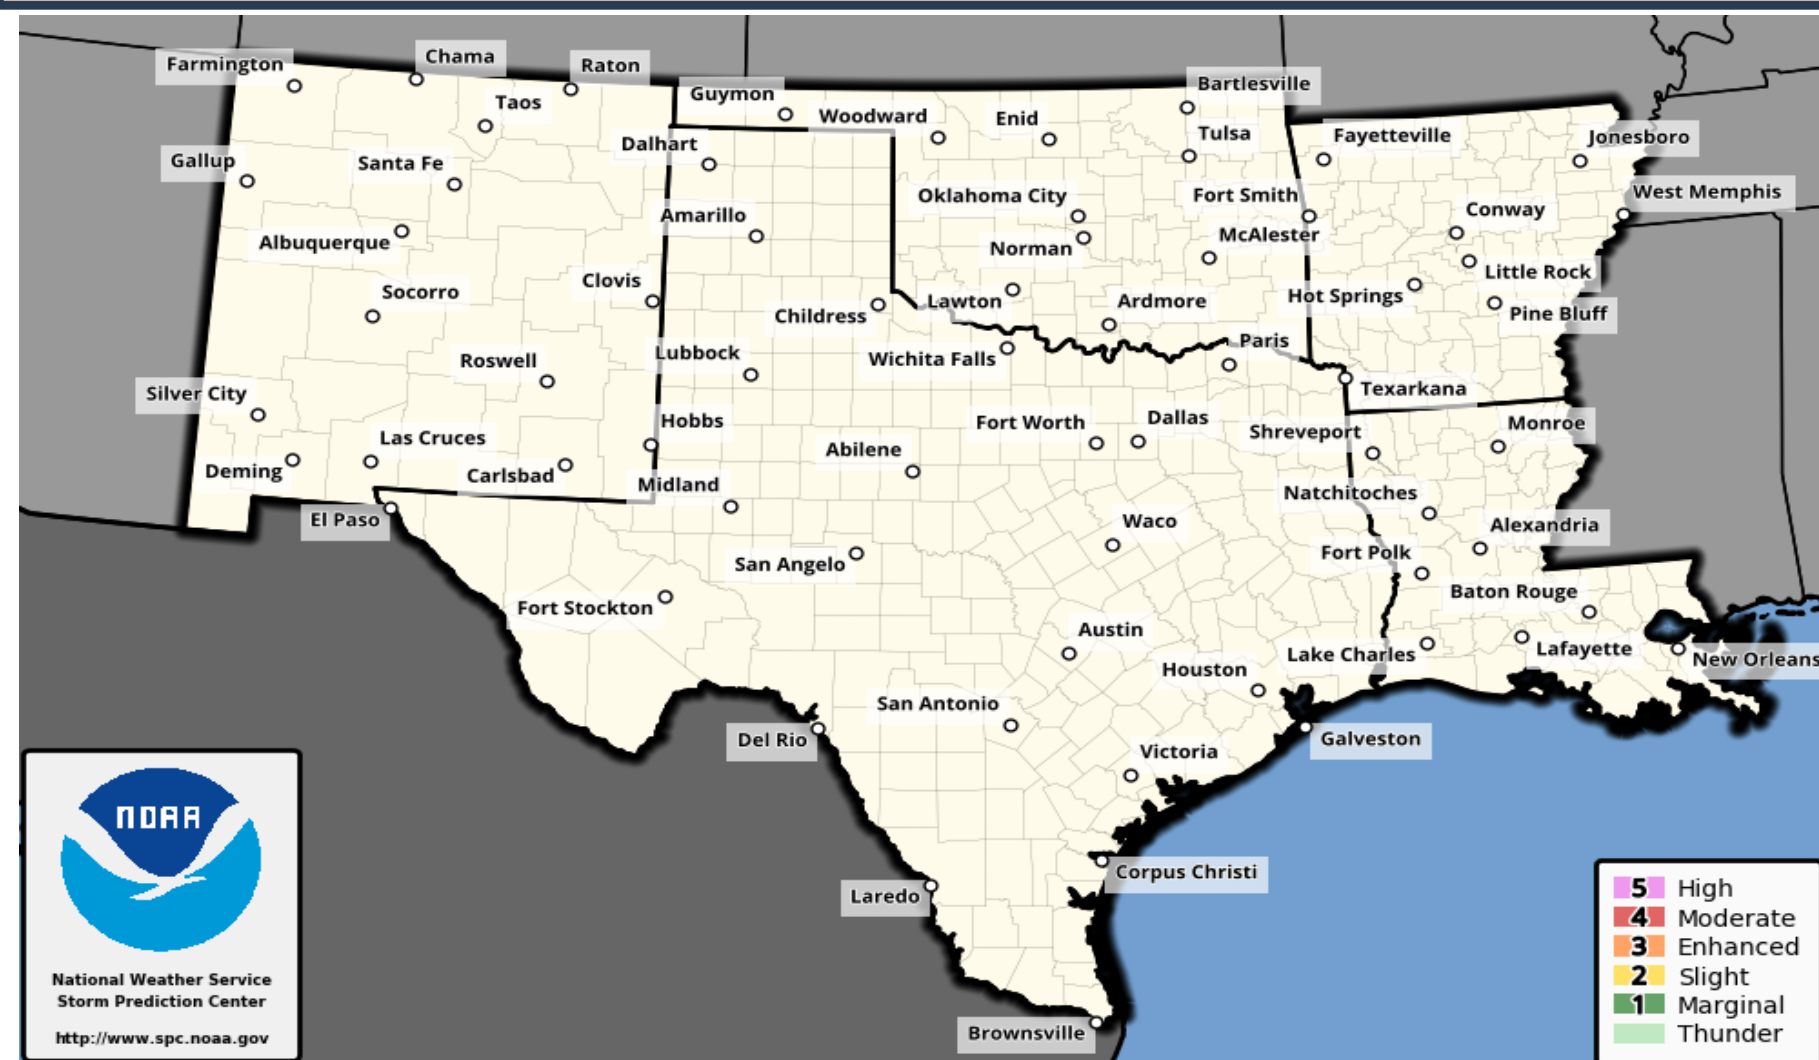 Farmington
Chama
Raton
Taos
Guymon
Woodward
Enid
Bartlesville
Tulsa
Fayetteville
Jonesboro
Gallup
Santa Fe
Dalhart
Oklahoma City
Fort Smith
Conway
West Memphis
Albuquerque
Amarillo
Norman
McAlester
Little Rock
Socorro
Clovis
Childress
Lawton
Ardmore
Hot Springs
Pine Bluff
Roswell
Lubbock
Wichita Falls
Paris
Texarkana
Silver City
Las Cruces
Hobbs
Abilene
Fort Worth
Dallas
Shreveport
Monroe
Deming
Carlsbad
Midland
Natchitoches
El Paso
San Angelo
Waco
Fort Polk
Alexandria
Fort Stockton
Austin
Baton Rouge
Houston
Lake Charles
Lafayette
New Orleans
San Antonio
Del Rio
Victoria
Galveston
Laredo
Corpus Christi
Brownsville
NOAA
National Weather Service
Storm Prediction Center
http://www.spc.noaa.gov
5 High
4 Moderate
3 Enhanced
2 Slight
1 Marginal
Thunder